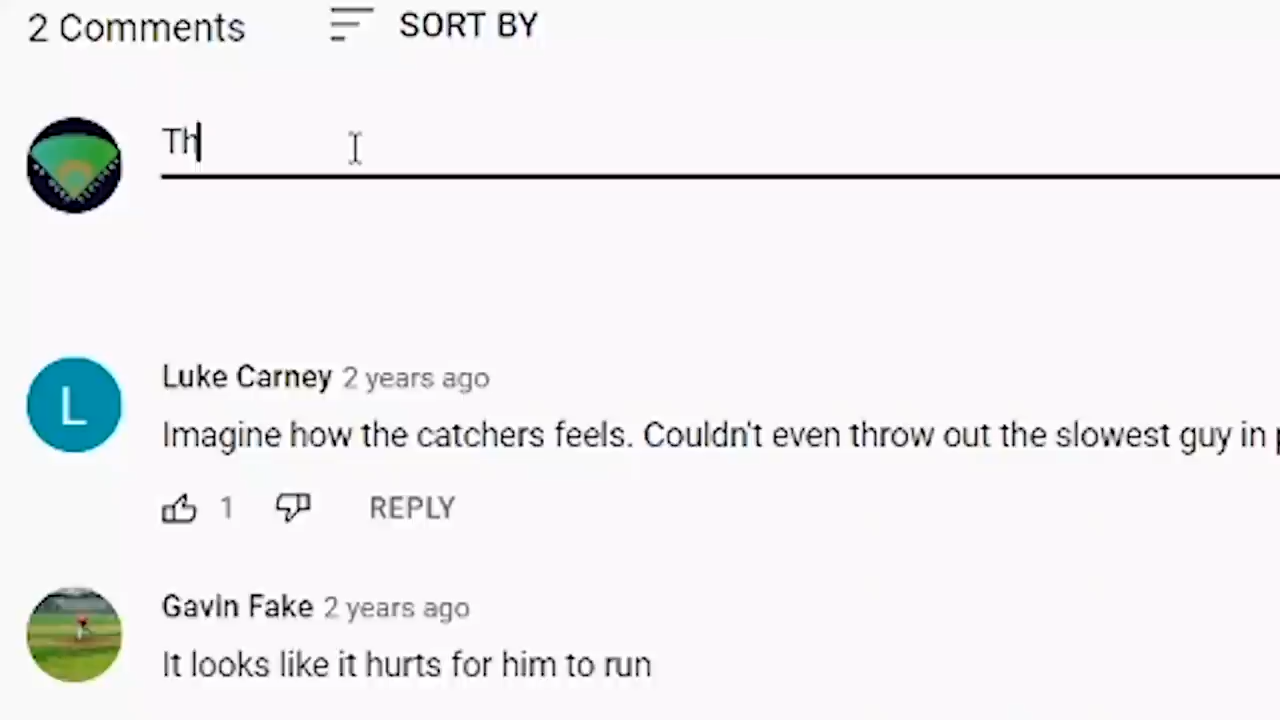 2 Comments SORT BY
Th
L
Luke Carney 2 years ago
Imagine how the catchers feels. Couldn't even throw out the slowest guy in
1 REPLY
Gavin Fake 2 years ago
It looks like it hurts for him to run